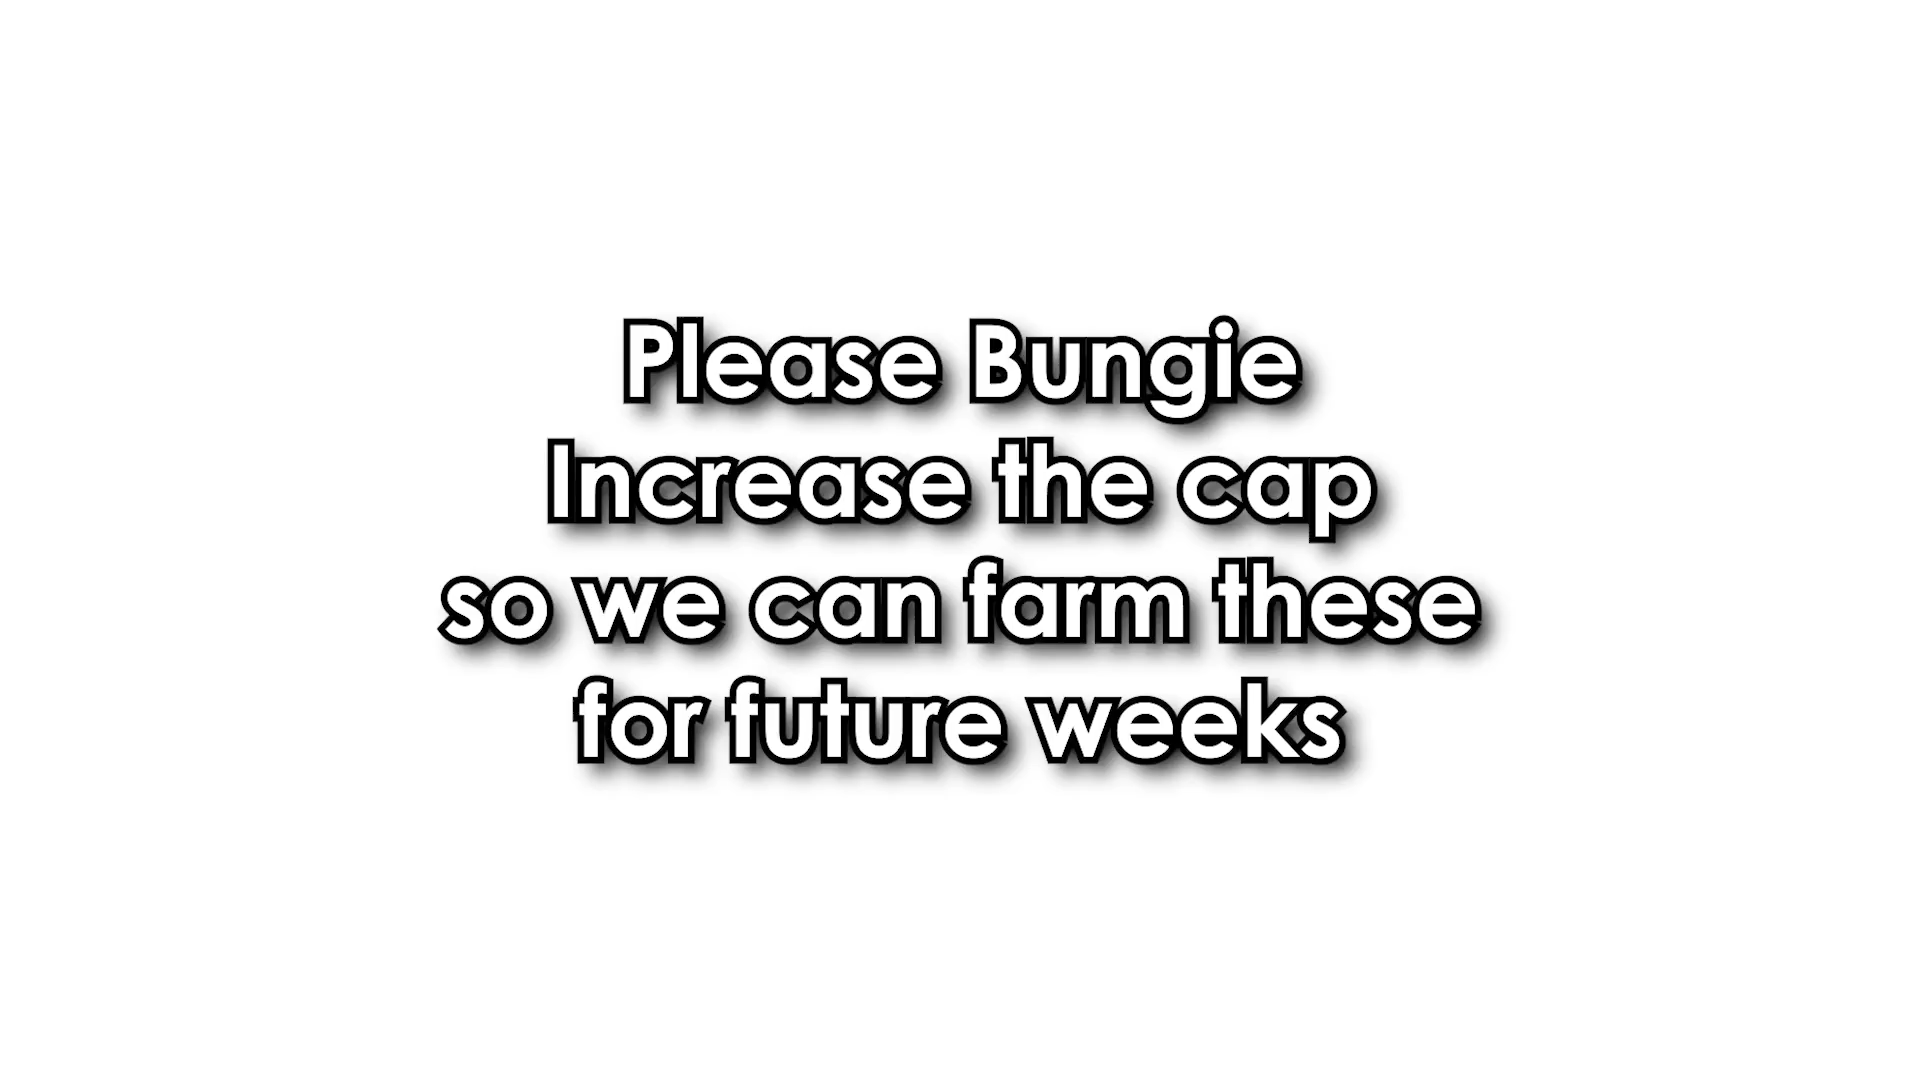 Please Bungie
Increase the cap
so we can farm these
for future weeks